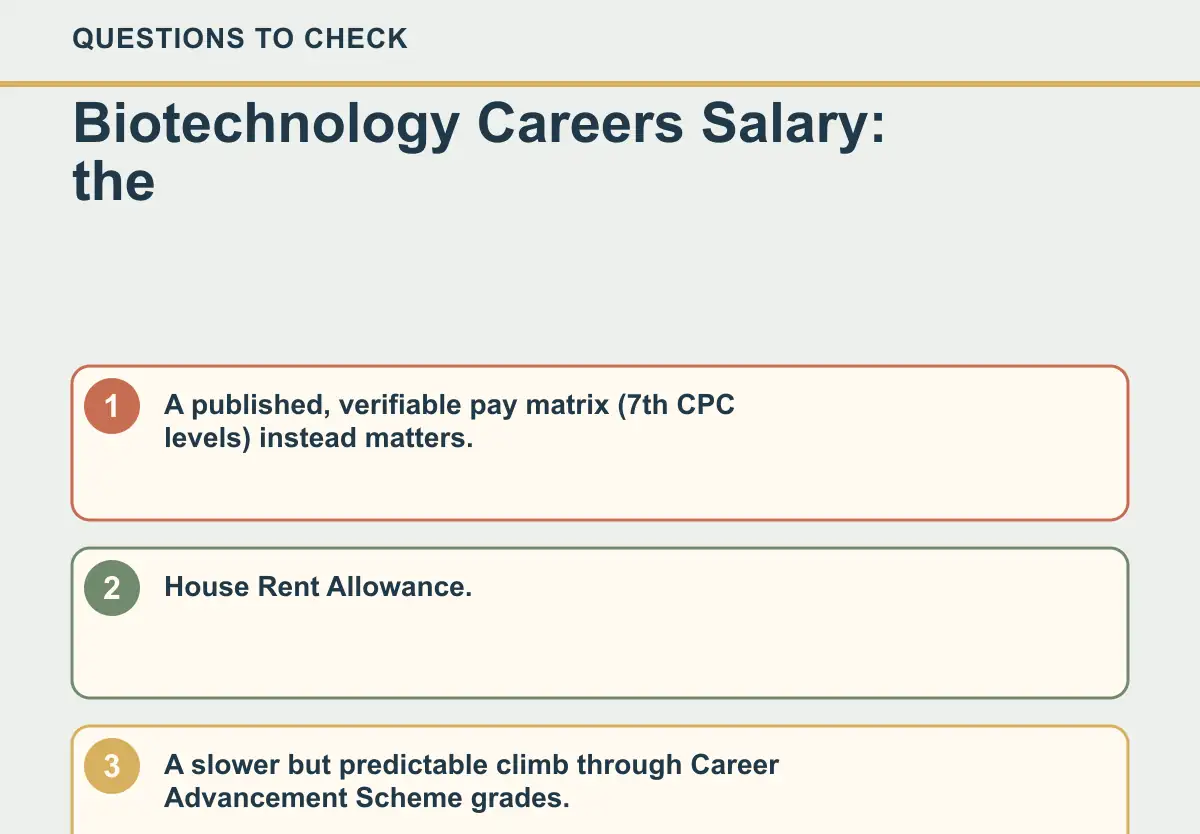 QUESTIONS TO CHECK
Biotechnology Careers Salary:
the
1
A published, verifiable pay matrix (7th CPC
levels) instead matters.
2
House Rent Allowance.
3
A slower but predictable climb through Career
Advancement Scheme grades.